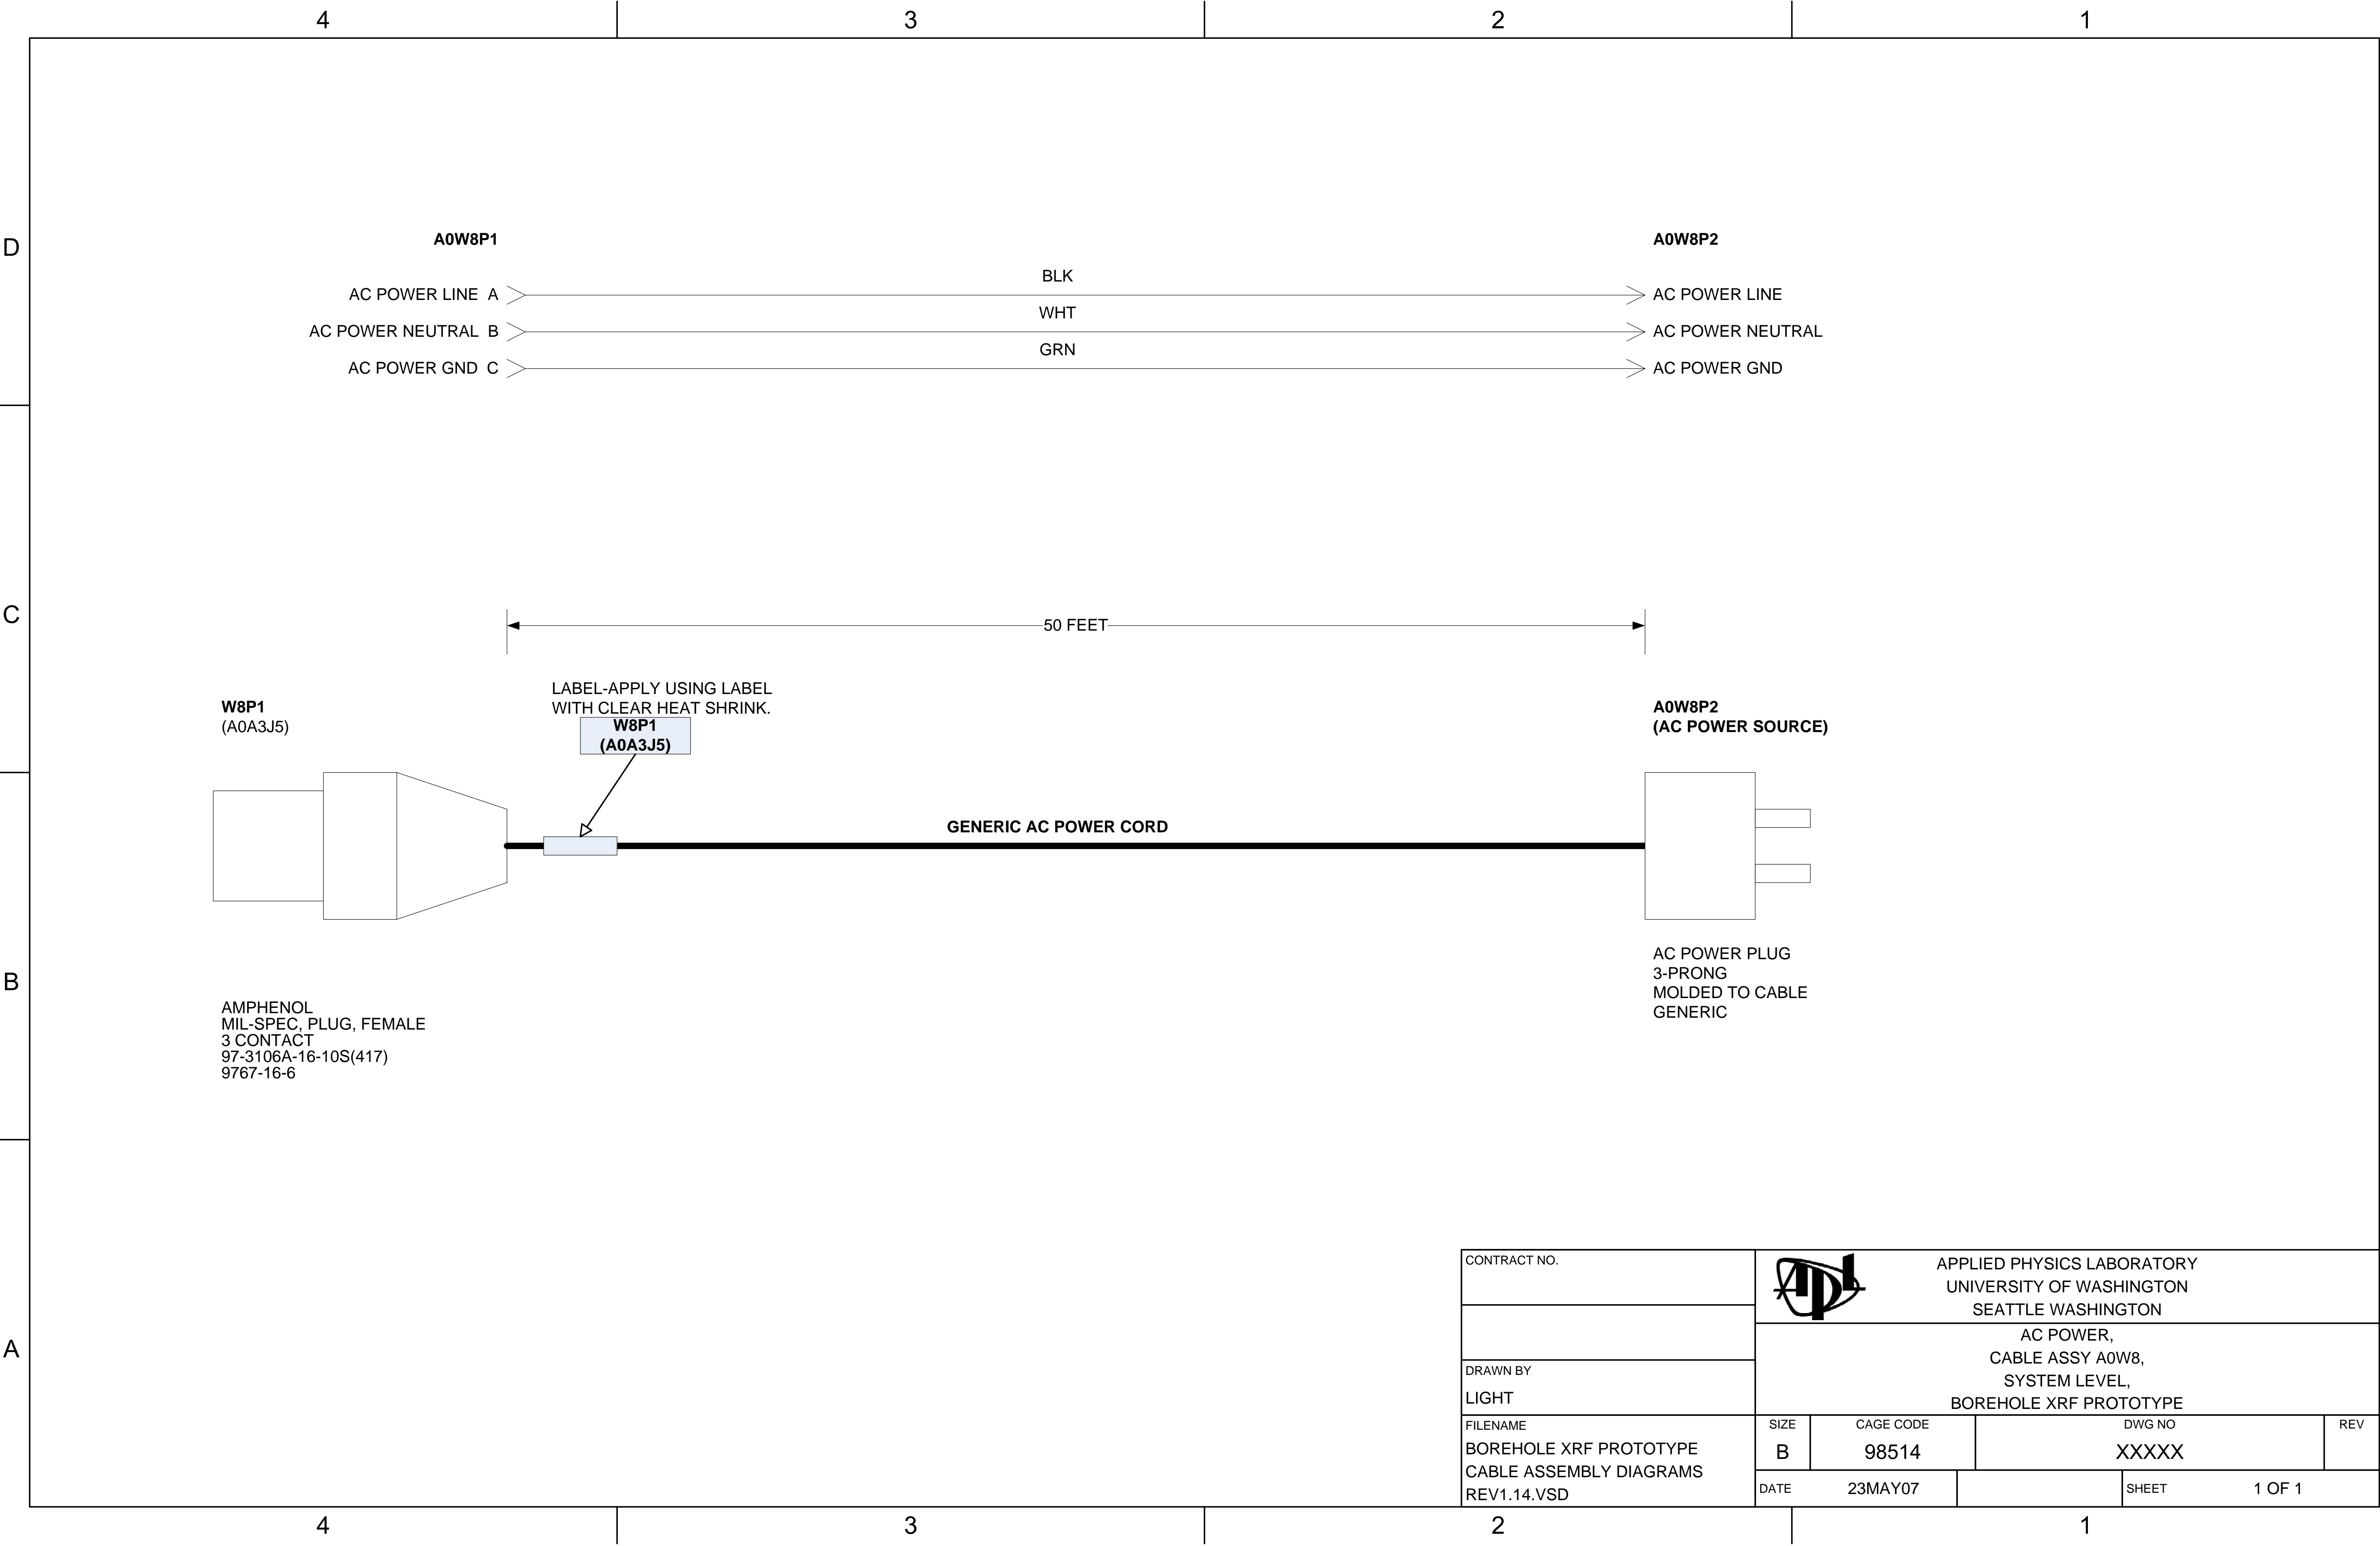 4 3 2 1
D
A0W8P1 A0W8P2
BLK
AC POWER LINE A AC POWER LINE
WHT
AC POWER NEUTRAL B AC POWER NEUTRAL
GRN
AC POWER GND C AC POWER GND
C
50 FEET
LABEL-APPLY USING LABEL
WITH CLEAR HEAT SHRINK.
W8P1
(A0A3J5)
W8P1
(A0A3J5)
A0W8P2
(AC POWER SOURCE)
GENERIC AC POWER CORD
B
AC POWER PLUG
3-PRONG
MOLDED TO CABLE
GENERIC
AMPHENOL
MIL-SPEC, PLUG, FEMALE
3 CONTACT
97-3106A-16-10S(417)
9767-16-6
A
CONTRACT NO.
DRAWN BY
LIGHT
FILENAME
BOREHOLE XRF PROTOTYPE
CABLE ASSEMBLY DIAGRAMS
REV1.14.VSD
APL
APPLIED PHYSICS LABORATORY
UNIVERSITY OF WASHINGTON
SEATTLE WASHINGTON
AC POWER,
CABLE ASSY A0W8,
SYSTEM LEVEL,
BOREHOLE XRF PROTOTYPE
SIZE CAGE CODE DWG NO REV
B 98514 XXXXX
DATE 23MAY07 SHEET 1 OF 1
4 3 2 1